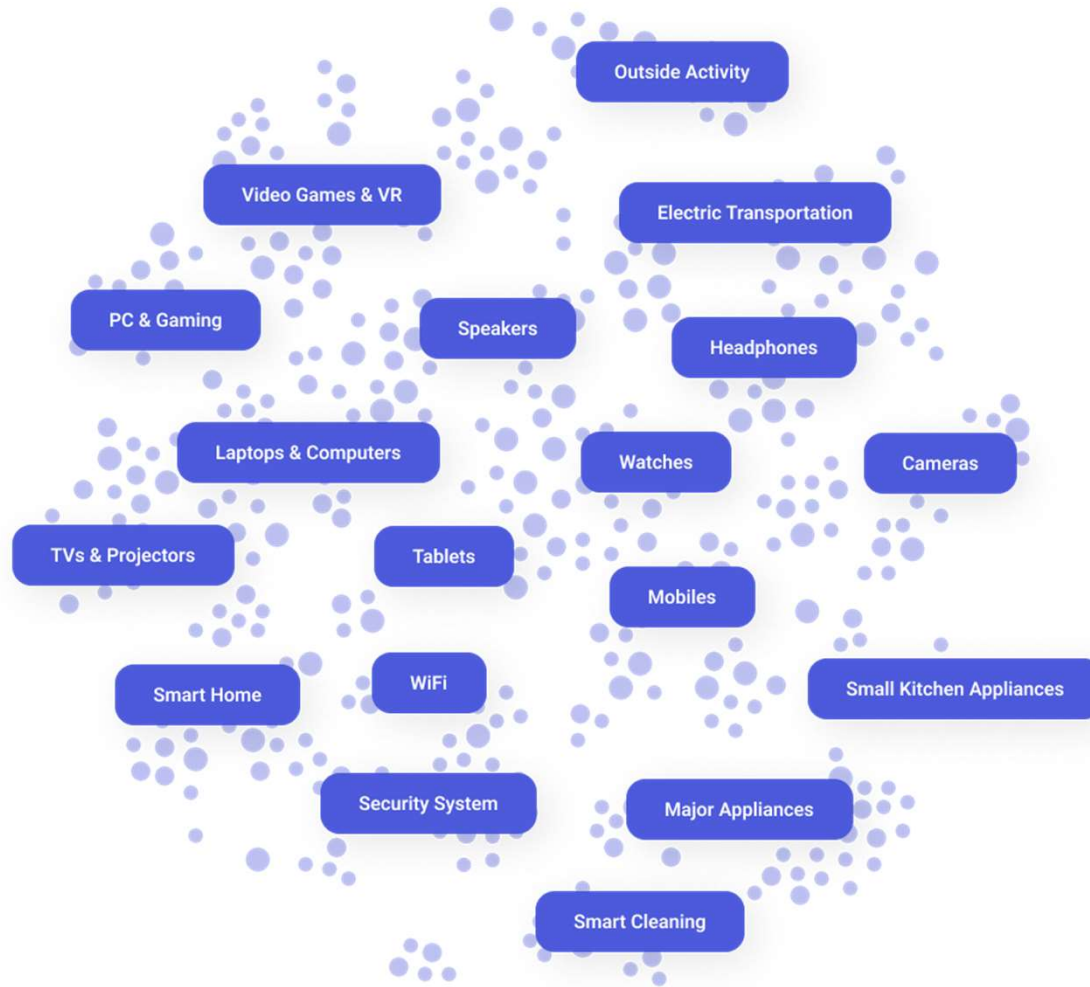 Outside Activity
Video Games & VR
Electric Transportation
PC & Gaming
Speakers
Headphones
Laptops & Computers
Watches
Cameras
TVs & Projectors
Tablets
Mobiles
Smart Home
WiFi
Small Kitchen Appliances
Security System
Major Appliances
Smart Cleaning